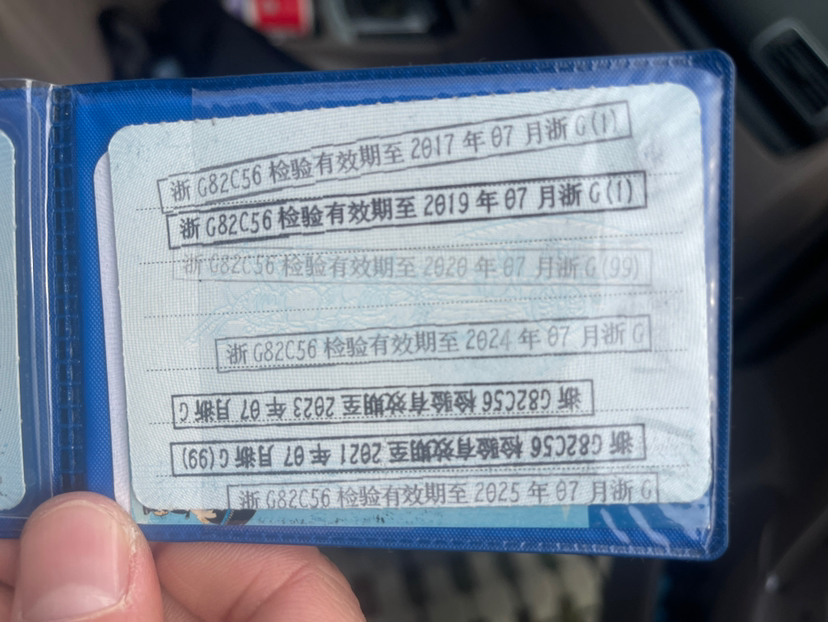 浙 G82C56 检验有效期至 2017 年 07 月浙 G(1)
浙 G82C56 检验有效期至 2019 年 07 月浙 G(1)
浙 G82C56 检验有效期至 2020 年 07 月浙 G(99)
浙 G82C56 检验有效期至 2024 年 07 月浙 G
浙 G82C56 检验有效期至 2023 年 07 月浙 G
浙 G82C56 检验有效期至 2021 年 07 月浙 G(99)
浙 G82C56 检验有效期至 2025 年 07 月浙 G